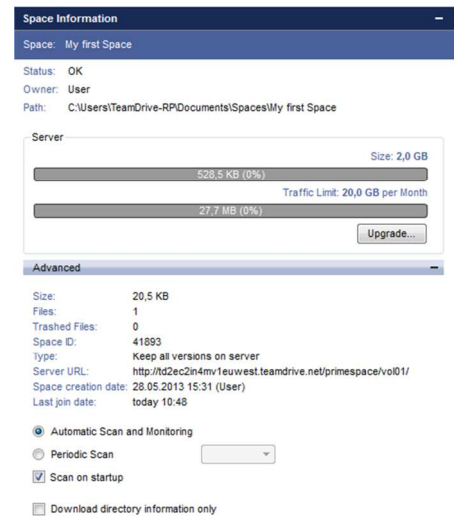 Space Information
Space: My first Space
Status: OK
Owner: User
Path: C:\Users\TeamDrive-RP\Documents\Spaces\My first Space
Server
Size: 2,0 GB
528,5 KB (0%)
Traffic Limit: 20,0 GB per Month
27,7 MB (0%)
Upgrade...
Advanced
Size: 20,5 KB
Files: 1
Trashed Files: 0
Space ID: 41893
Type: Keep all versions on server
Server URL: http://td2ec2in4mv1euwest.teamdrive.net/primespace/vol01/
Space creation date: 28.05.2013 15:31 (User)
Last join date: today 10:48
Automatic Scan and Monitoring
Periodic Scan
Scan on startup
Download directory information only